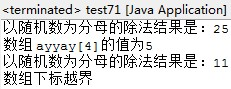 <terminated> test71 [Java Application]
以随机数为分母的除法结果是：25
数组ayyay[4]的值为5
以随机数为分母的除法结果是：11
数组下标越界